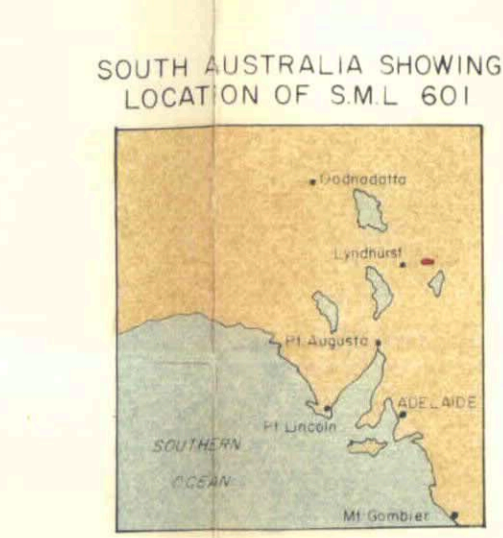 SOUTH AUSTRALIA SHOWING
LOCATION OF S.M.L 601
Oodnadatta
Lyndhurst
Pt. Augusta
ADELAIDE
Pt Lincoln
SOUTHERN
OCEAN
Mt Gambier